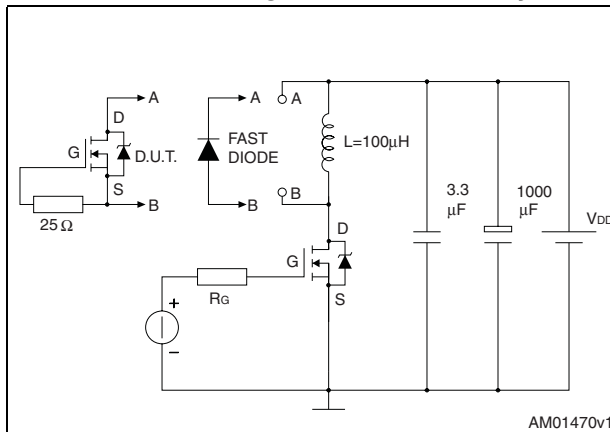 A
A
A
D
G
D.U.T.
FAST
DIODE
L=100μH
S
B
B
B
25 Ω
D
G
S
RG
+
–
3.3
μF
1000
μF
VDD
AM01470v1